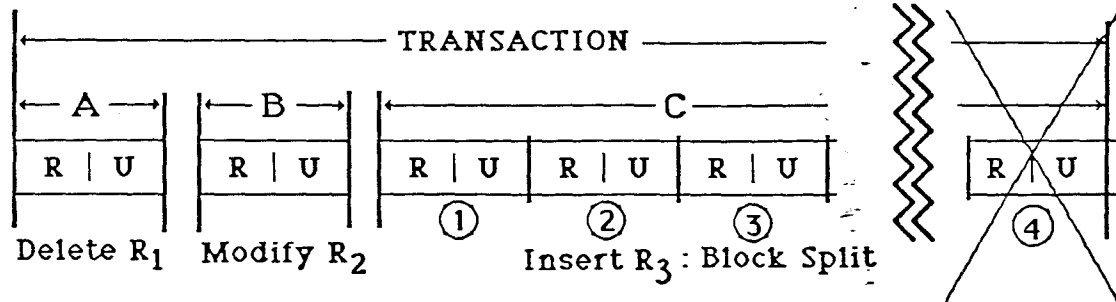 TRANSACTION
A B C
R | U R | U R | U R | U R | U R | U
1 2 3 4
Delete R1 Modify R2 Insert R3 : Block Split